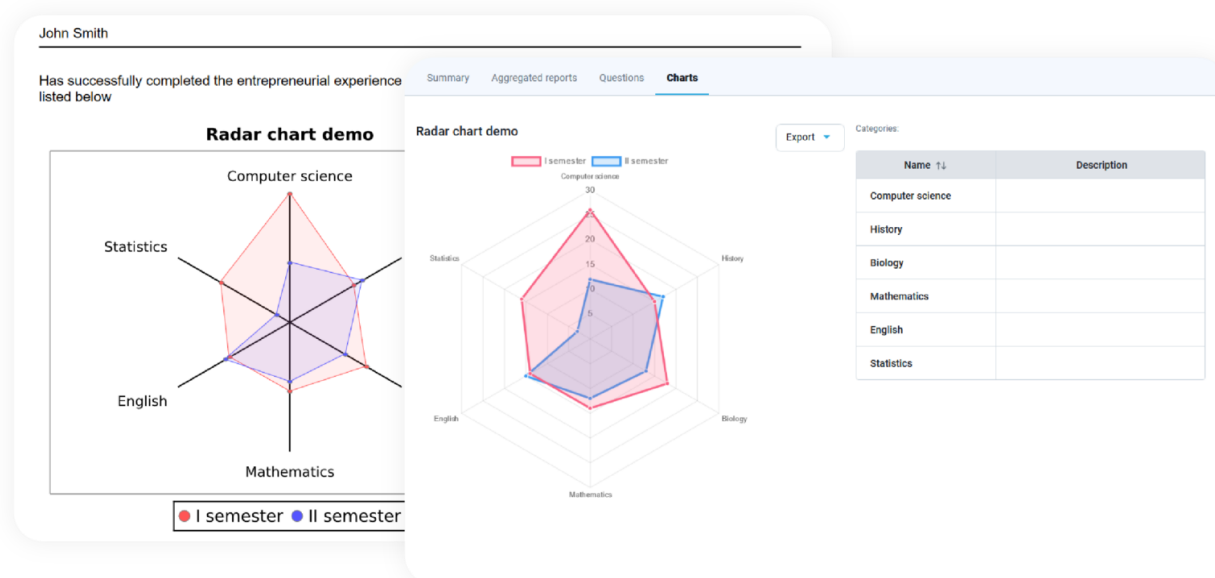 John Smith
Has successfully completed the entrepreneurial experience
listed below
Radar chart demo
Computer science
Statistics
English
Mathematics
I semester II semester
Summary Aggregated reports Questions Charts
Radar chart demo
Export
I semester II semester
Computer science
30
25
20
15
5
Statistics
History
English
Biology
Mathematics
Categories:
Name Description
Computer science
History
Biology
Mathematics
English
Statistics